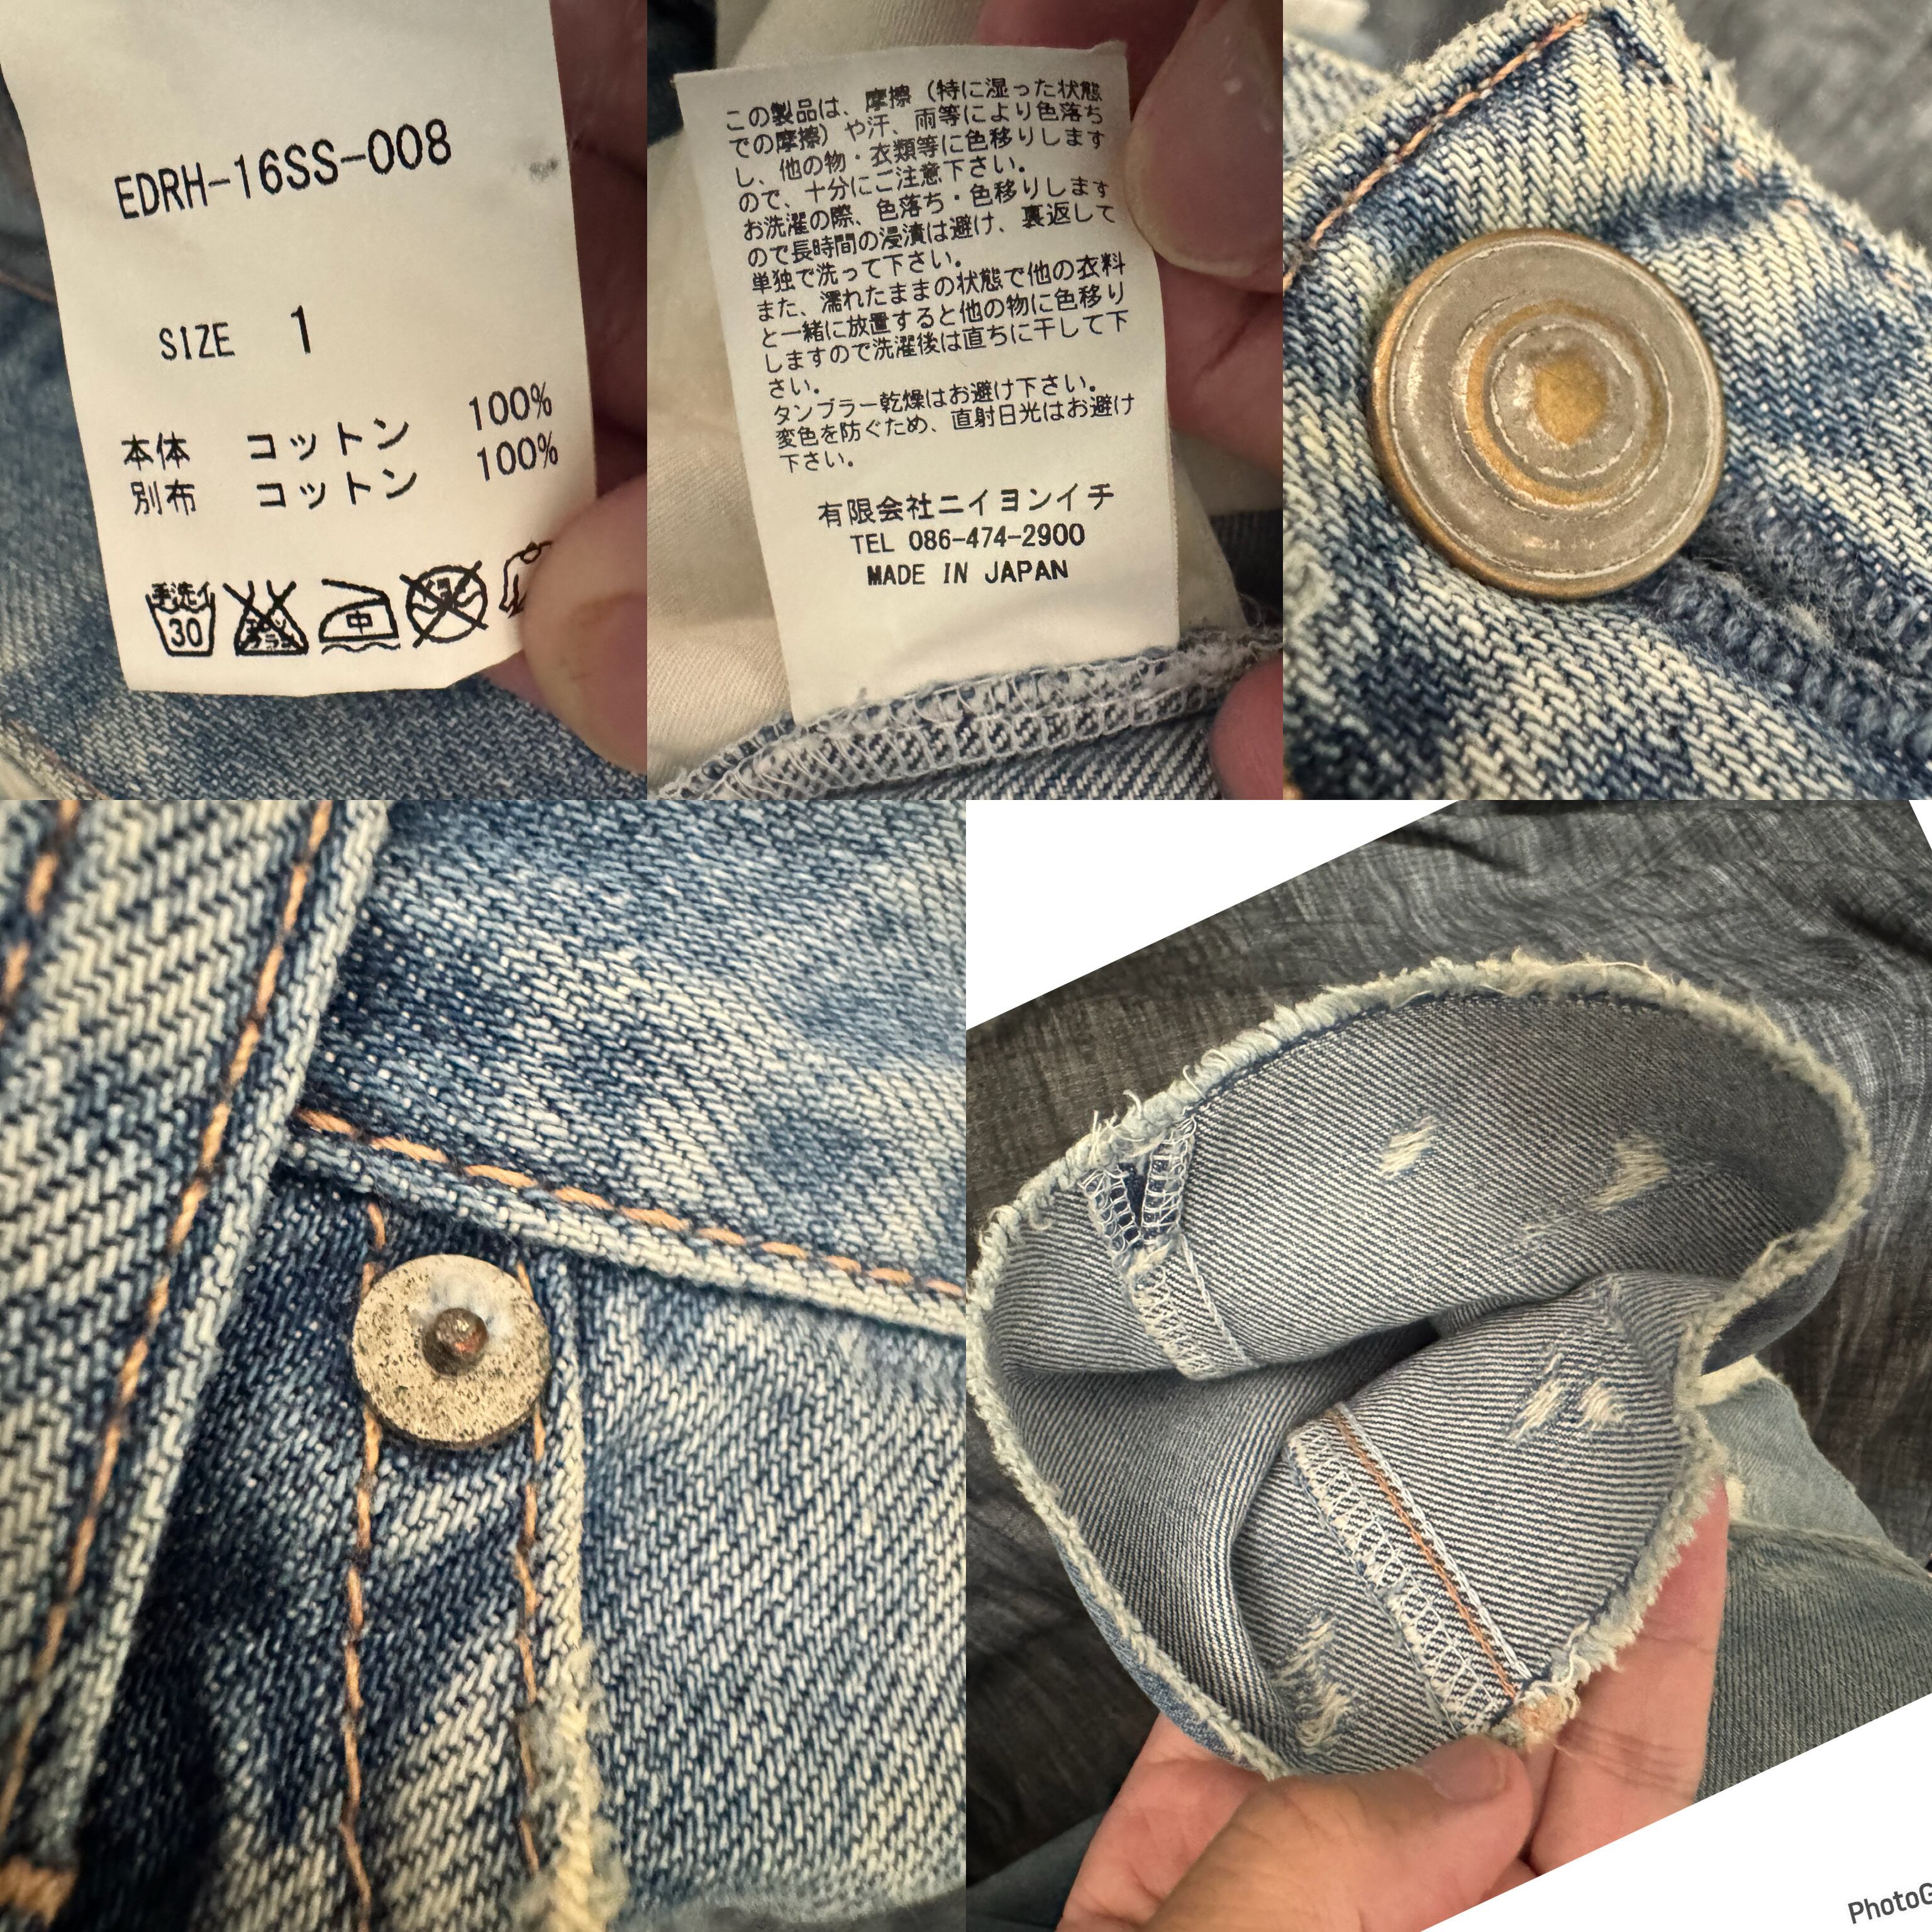 EDRH-16SS-008
SIZE 1
本体 コットン 100%
別布 コットン 100%
手洗イ
30
エンソ
中
この製品は、摩擦（特に湿った状態
での摩擦）や汗、雨等により色落ち
し、他の物・衣類等に色移りします
ので、十分にご注意下さい。
お洗濯の際、色落ち・色移りします
ので長時間の浸漬は避け、裏返して
単独で洗って下さい。
また、濡れたままの状態で他の衣料
と一緒に放置すると他の物に色移り
しますので洗濯後は直ちに干して下
さい。
タンブラー乾燥はお避け下さい。
変色を防ぐため、直射日光はお避け
下さい。
有限会社ニイヨンイチ
TEL 086-474-2900
MADE IN JAPAN
PhotoG